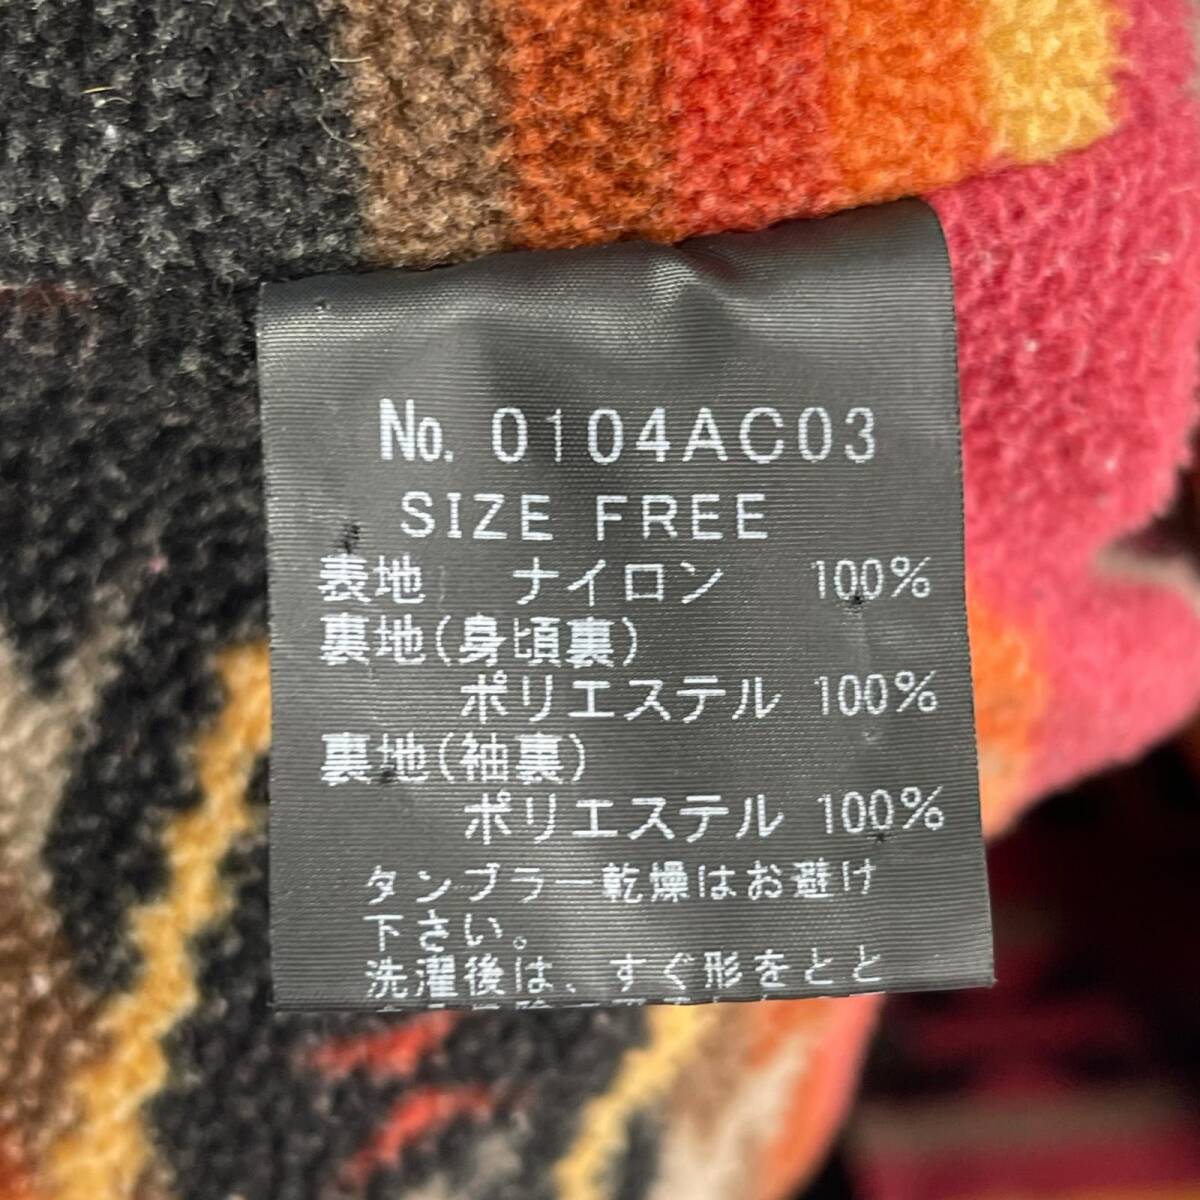 No. 0104AC03
SIZE FREE
表地 ナイロン 100%
裏地(身頃裏)
ポリエステル 100%
裏地(袖裏)
ポリエステル 100%
タンブラー乾燥はお避け
下さい。
洗濯後は、すぐ形をとと